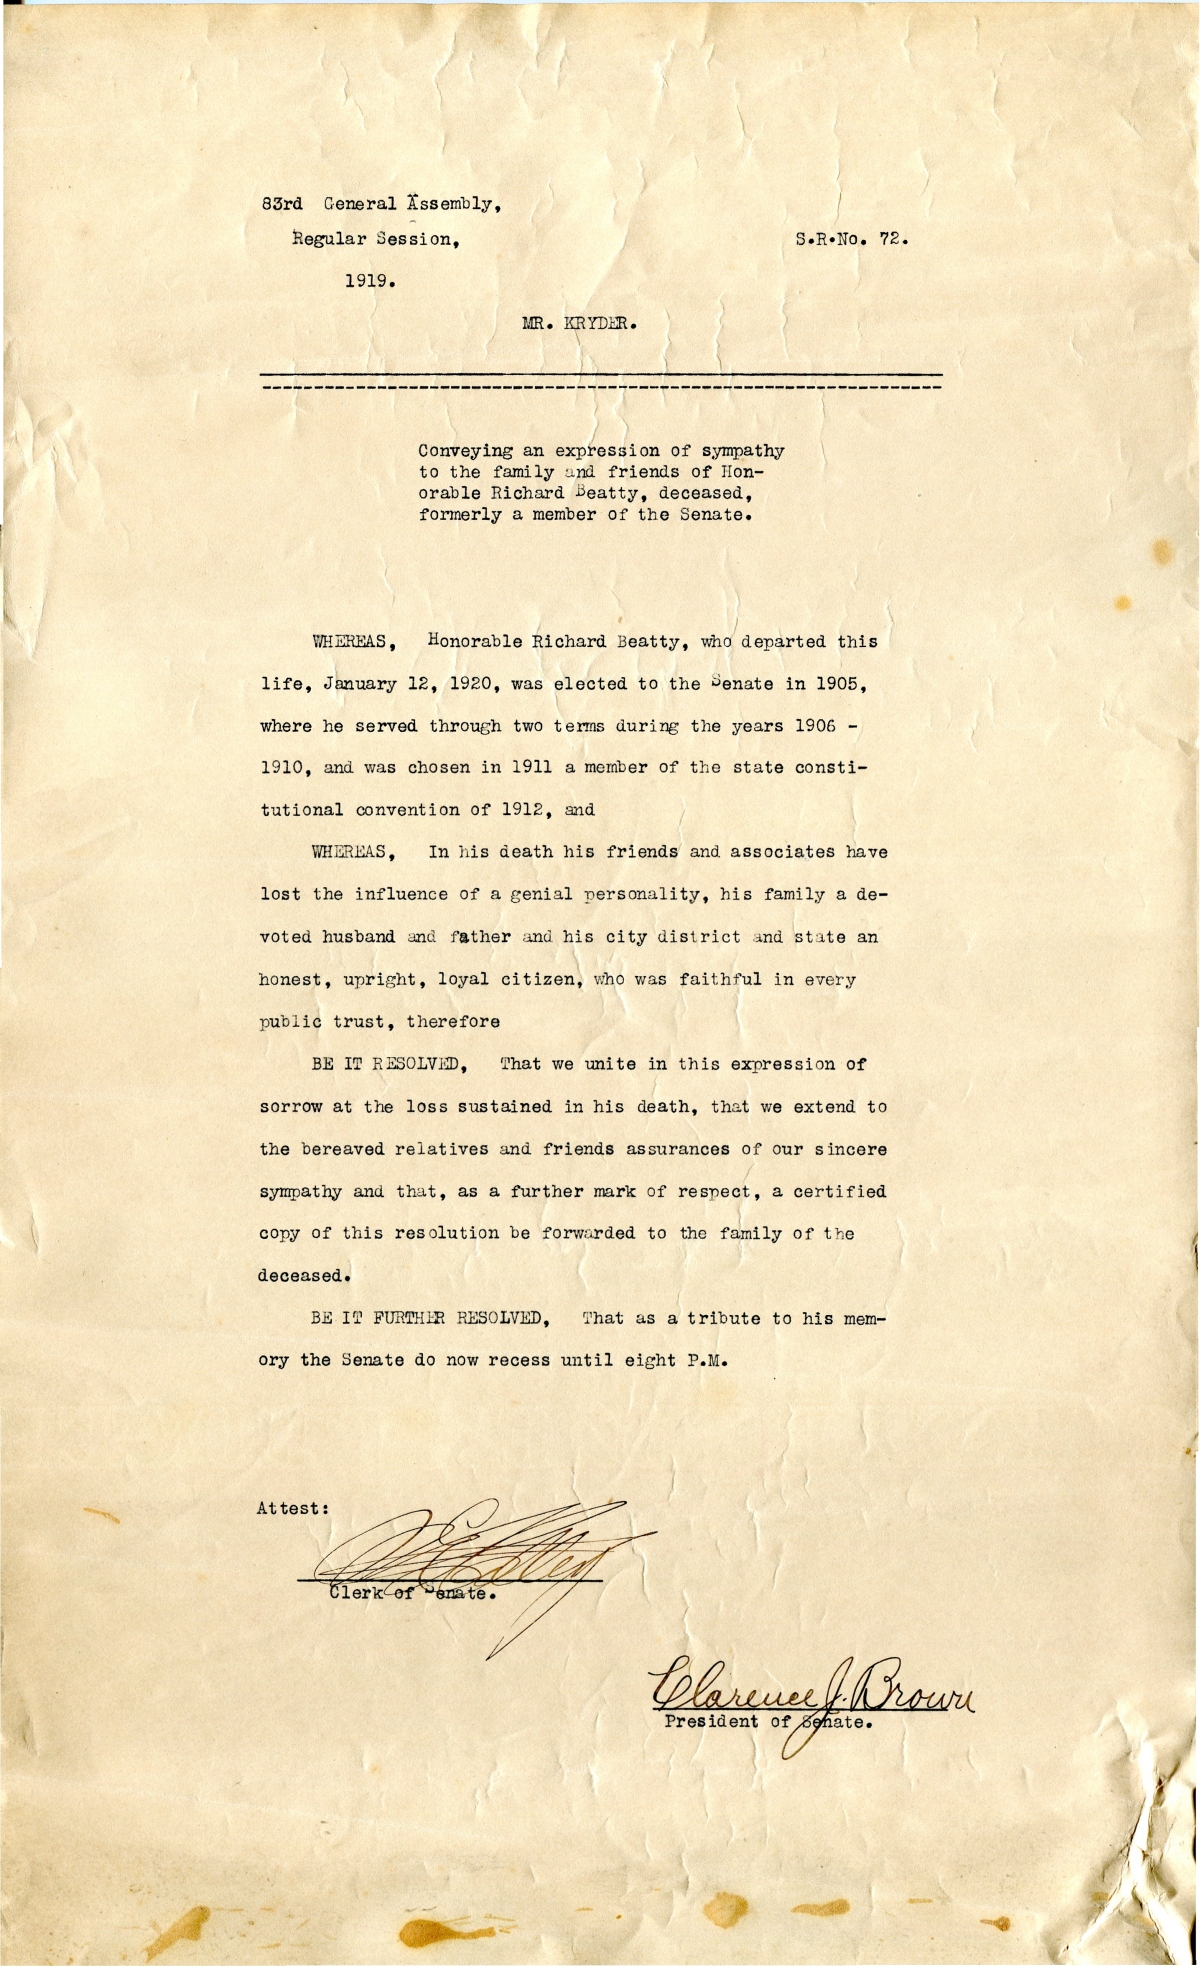 83rd General Assembly,
Regular Session,
S.R.No. 72.
1919.
MR. KRYDER.
Conveying an expression of sympathy
to the family and friends of Hon-
orable Richard Beatty, deceased,
formerly a member of the Senate.
WHEREAS, Honorable Richard Beatty, who departed this
life, January 12, 1920, was elected to the Senate in 1905,
where he served through two terms during the years 1906 -
1910, and was chosen in 1911 a member of the state consti-
tutional convention of 1912, and
WHEREAS, In his death his friends and associates have
lost the influence of a genial personality, his family a de-
voted husband and father and his city district and state an
honest, upright, loyal citizen, who was faithful in every
public trust, therefore
BE IT RESOLVED, That we unite in this expression of
sorrow at the loss sustained in his death, that we extend to
the bereaved relatives and friends assurances of our sincere
sympathy and that, as a further mark of respect, a certified
copy of this resolution be forwarded to the family of the
deceased.
BE IT FURTHER RESOLVED, That as a tribute to his mem-
ory the Senate do now recess until eight P.M.
Attest:
Clerk of Senate.
Clarence J. Brown
President of Senate.